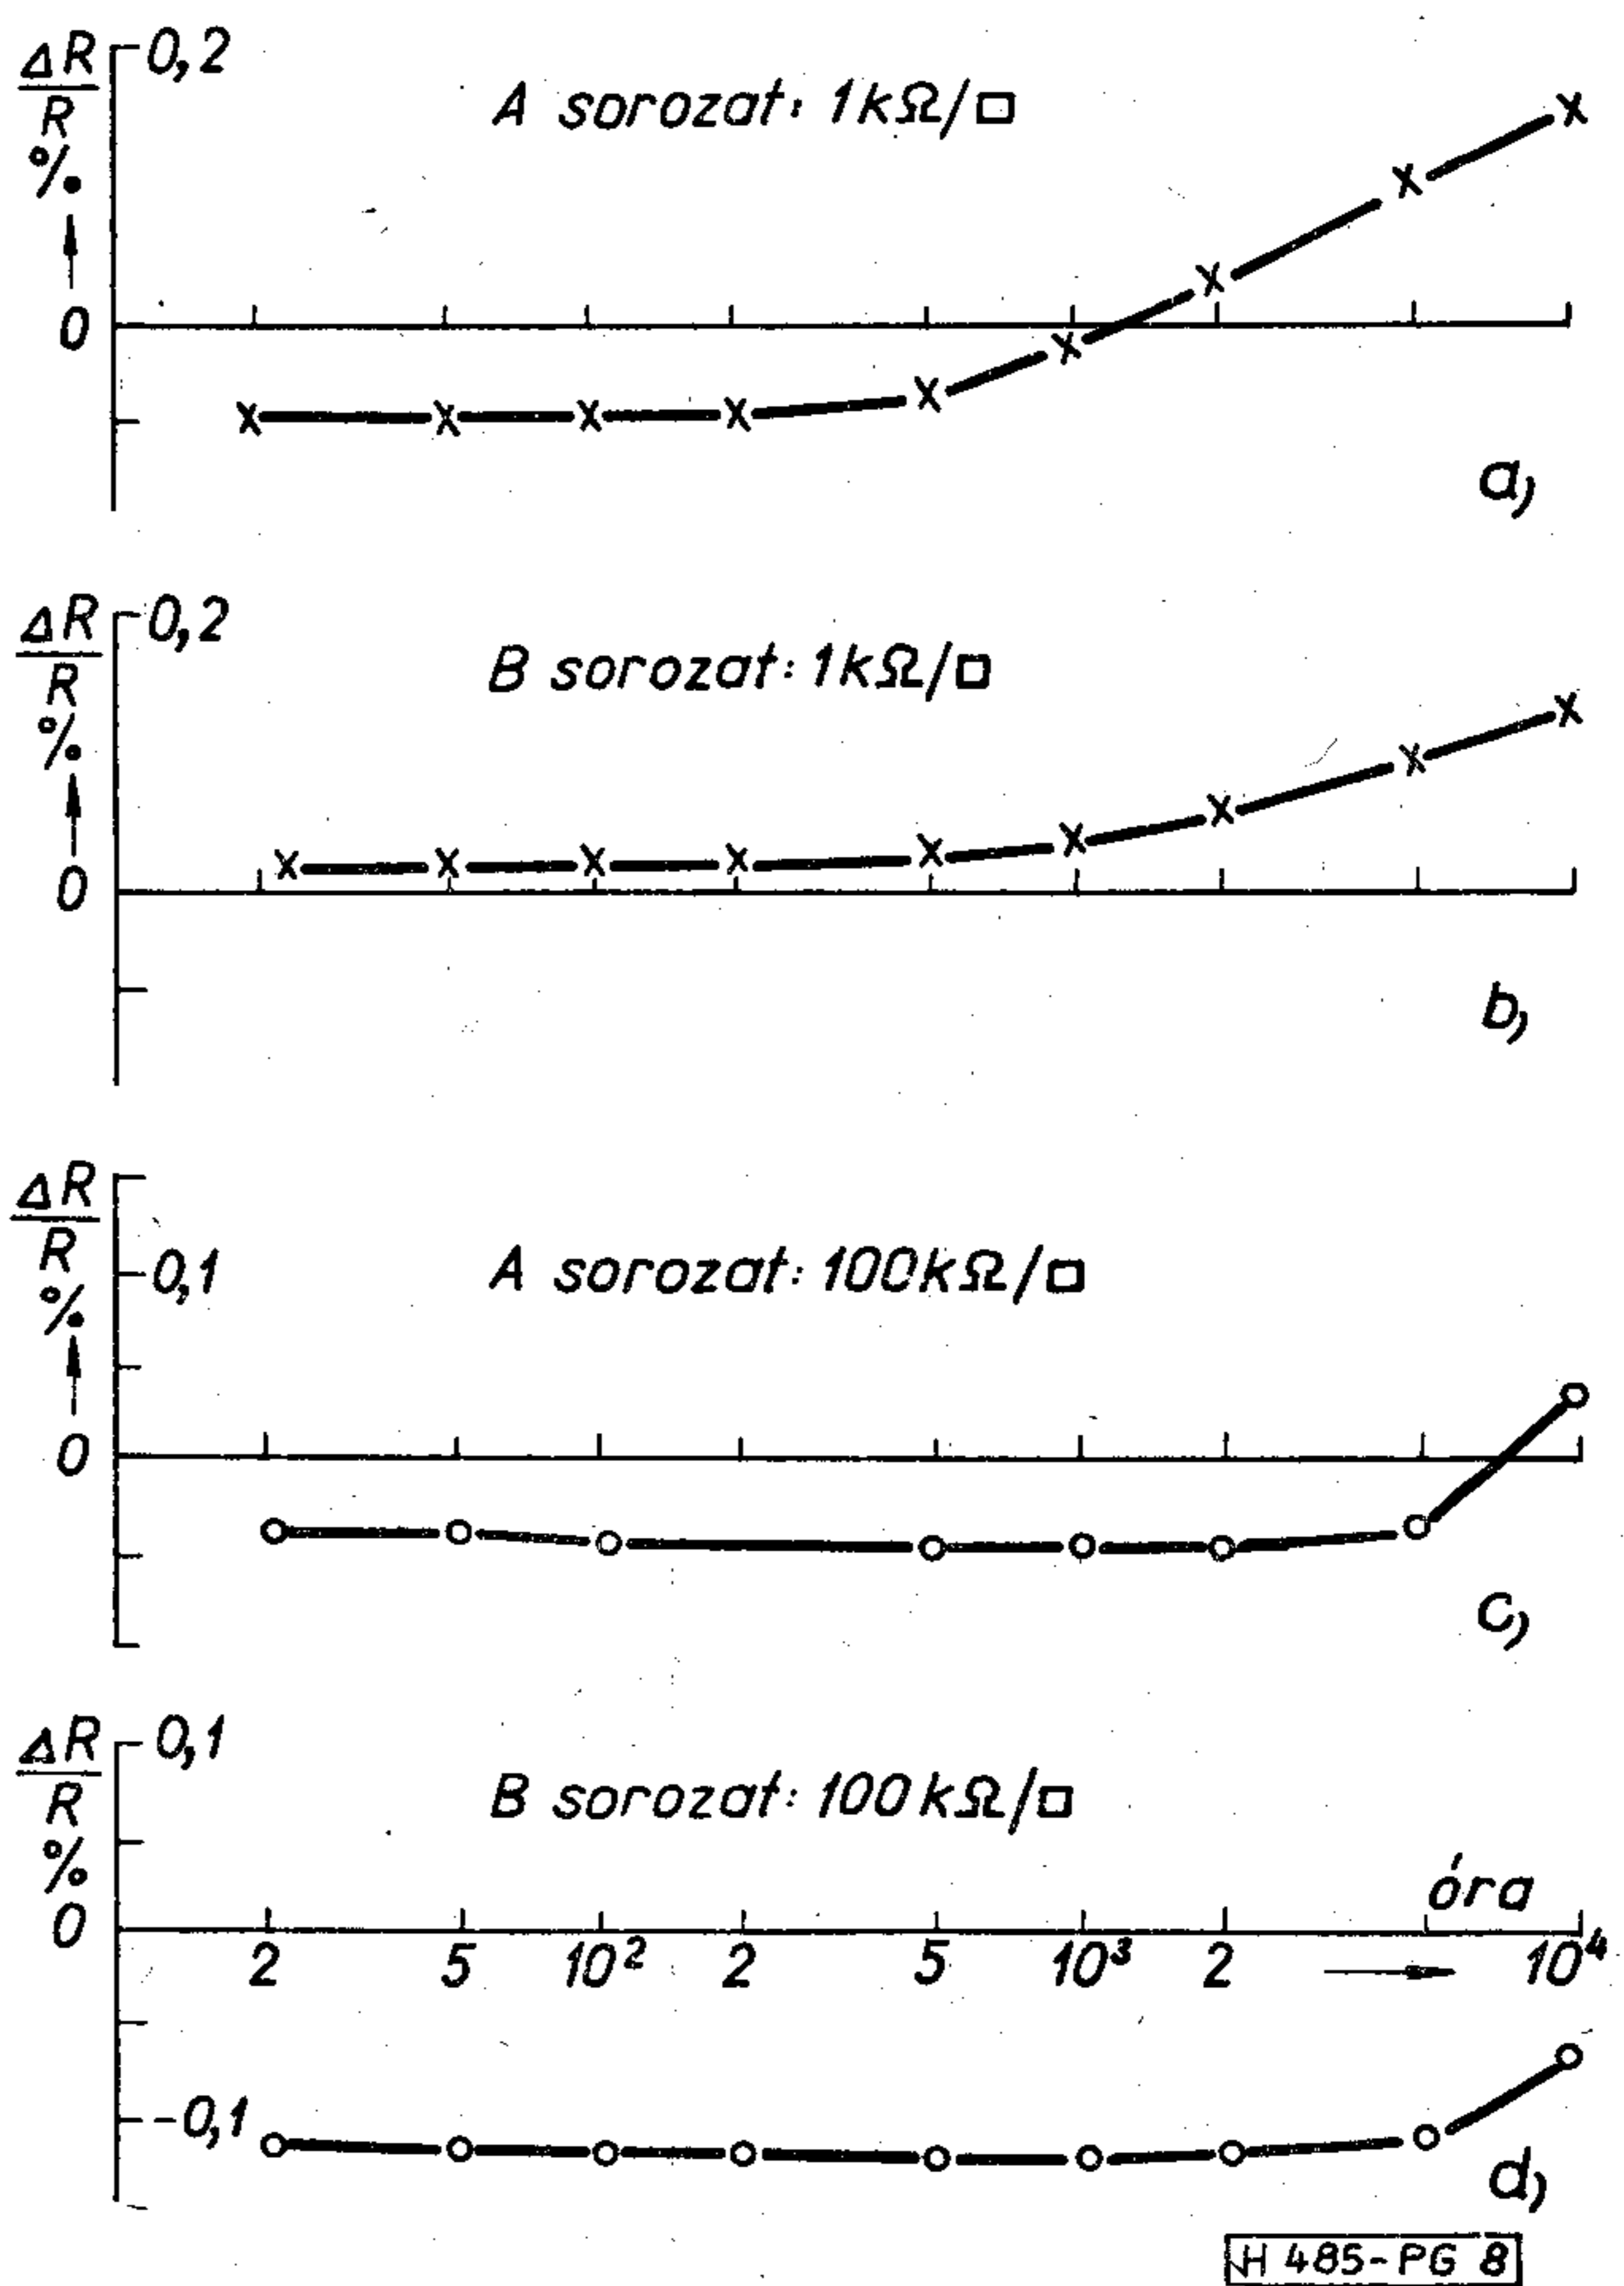 ΔR/R % 0,2
A sorozat: 1kΩ/□
0
a,
ΔR/R % 0,2
B sorozat: 1kΩ/□
0
b,
ΔR/R %
0,1
A sorozat: 100kΩ/□
0
c,
ΔR/R % 0,1
B sorozat: 100kΩ/□
óra
0
2 5 10² 2 5 10³ 2 10⁴
-0,1
d,
H 485-PG 8